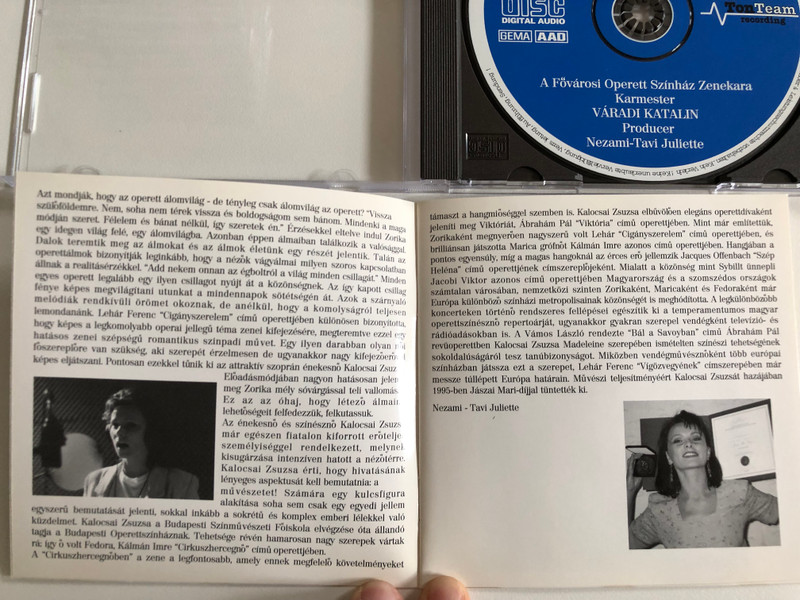 DISC
DIGITAL AUDIO
GEMA AAD
TonTeam
recording
A Fővárosi Operett Színház Zenekara
Karmester
VÁRADI KATALIN
Producer
Nezami-Tavi Juliette
Azt mondják, hogy az operett álomvilág - de tényleg csak álomvilág az operett? "Vissza
szülőföldemre. Nem, soha nem térek vissza és boldogságom sem bánom. Mindenki a maga
módján szeret. Félelem és bánat nélkül, így szeretek én." Érzésekkel eltelve indul Zorika
egy idegen világ felé, egy álomvilágba. Azonban éppen álmaiban találkozik a valósággal.
Dalok teremtik meg az álmokat és az álmok életünk egy részét jelentik. Talán az
operettálmok bizonyítják leginkább, hogy a nézők vágyálmai milyen szoros kapcsolatban
állnak a realitásérzékkel. "Add nekem onnan az égboltról a világ minden csillagát." Minden
egyes operett legalább egy ilyen csillagot nyújt át a közönségnek. Az így kapott csillag
fénye képes megvilágítani utunkat a mindennapok sötétségén át. Azok a szárnyaló
melódiák rendkívüli örömet okoznak, de anélkül, hogy a komolyságról teljesen
lemondanánk. Lehár Ferenc "Cigányszerelem" című operettjében különösen bizonyította,
hogy képes a legkomolyabb operai jellegű téma zenei kifejezésére, megteremtve ezzel egy
hatásos zenei szépségű romantikus színpadi művet. Egy ilyen darabban olyan
főszereplőre van szükség, aki szerepét érzelmesen de ugyanakkor nagy kifejezőerővel
képes eljátszani. Pontosan ezekkel tűnik ki az attraktív szoprán énekesnő Kalocsai Zsuz
Előadásmódjában nagyon hatásosan jelen
meg Zorika mély sóvárgással teli vallomás
Ez az az óhaj, hogy létező álmain
lehetőségeit felfedezzük, felkutassuk.
Az énekesnő és színésznő Kalocsai Zsuzs
már egészen fiatalon kiforrott erőtelje
személyiséggel rendelkezett, melynek
kisugárzása intenzíven hatott a nézőtérre.
Kalocsai Zsuzsa érti, hogy hivatásának
lényeges aspektusát kell bemutatnia: a
művészetet! Számára egy kulcsfigura
alakítása soha sem csak egy egyedi jellem
egyszerű bemutatását jelenti, sokkal inkább a sokrétű és komplex emberi lélekkel való
küzdelmet. Kalocsai Zsuzsa a Budapesti Színművészeti Főiskola elvégzése óta állandó
tagja a Budapesti Operettszínháznak. Tehetsége révén hamarosan nagy szerepek vártak
rá: így ő volt Fedora, Kálmán Imre "Cirkuszhercegnő" című operettjében.
A "Cirkuszhercegnőben" a zene a legfontosabb, amely ennek megfelelő követelményeket
támaszt a hangminőséggel szemben is. Kalocsai Zsuzsa elbűvölően elegáns operettdívaként
jeleníti meg Viktóriát, Ábrahám Pál "Viktória" című operettjében. Mint már említették,
Zorikaként megnyerően nagyszerű volt Lehár "Cigányszerelem" című operettjében, és
brilliánsan játszotta Marica grófnőt Kálmán Imre azonos című operettjében. Hangjában a
pontos egyensúly, míg a magas hangoknál az érces erő jellemzik Jacques Offenbach "Szép
Heléna" című operettjének címszereplőjeként. Mialatt a közönség mint Sybillt ünnepli
Jacobi Viktor azonos című operettjében Magyarország és a szomszédos országok
számtalan városában, nemzetközi szinten Zorikaként, Maricaként és Fedoraként már
Európa különböző színházi metropolisainak közönségét is meghódította. A legkülönbözőbb
koncerteken történő rendszeres fellépései egészítik ki a temperamentumos magyar
operettszínésznő repertoárját, ugyanakkor gyakran szerepel vendégként televízió- és
rádióadásokban is. A Vámos László rendezte "Bál a Savoyban" című Ábrahám Pál
revüoperettben Kalocsai Zsuzsa Madeleine szerepében ismételten színészi tehetségének
sokoldalúságáról tesz tanúbizonyságot. Miközben vendégművésznőként több európai
színházban játssza ezt a szerepet, Lehár Ferenc "Vígözvegyének" címszerepében már
messze túllépett Európa határain. Művészi teljesítményéért Kalocsai Zsuzsát hazájában
1995-ben Jászai Mari-díjjal tüntették ki.
Nezami - Tavi Juliette